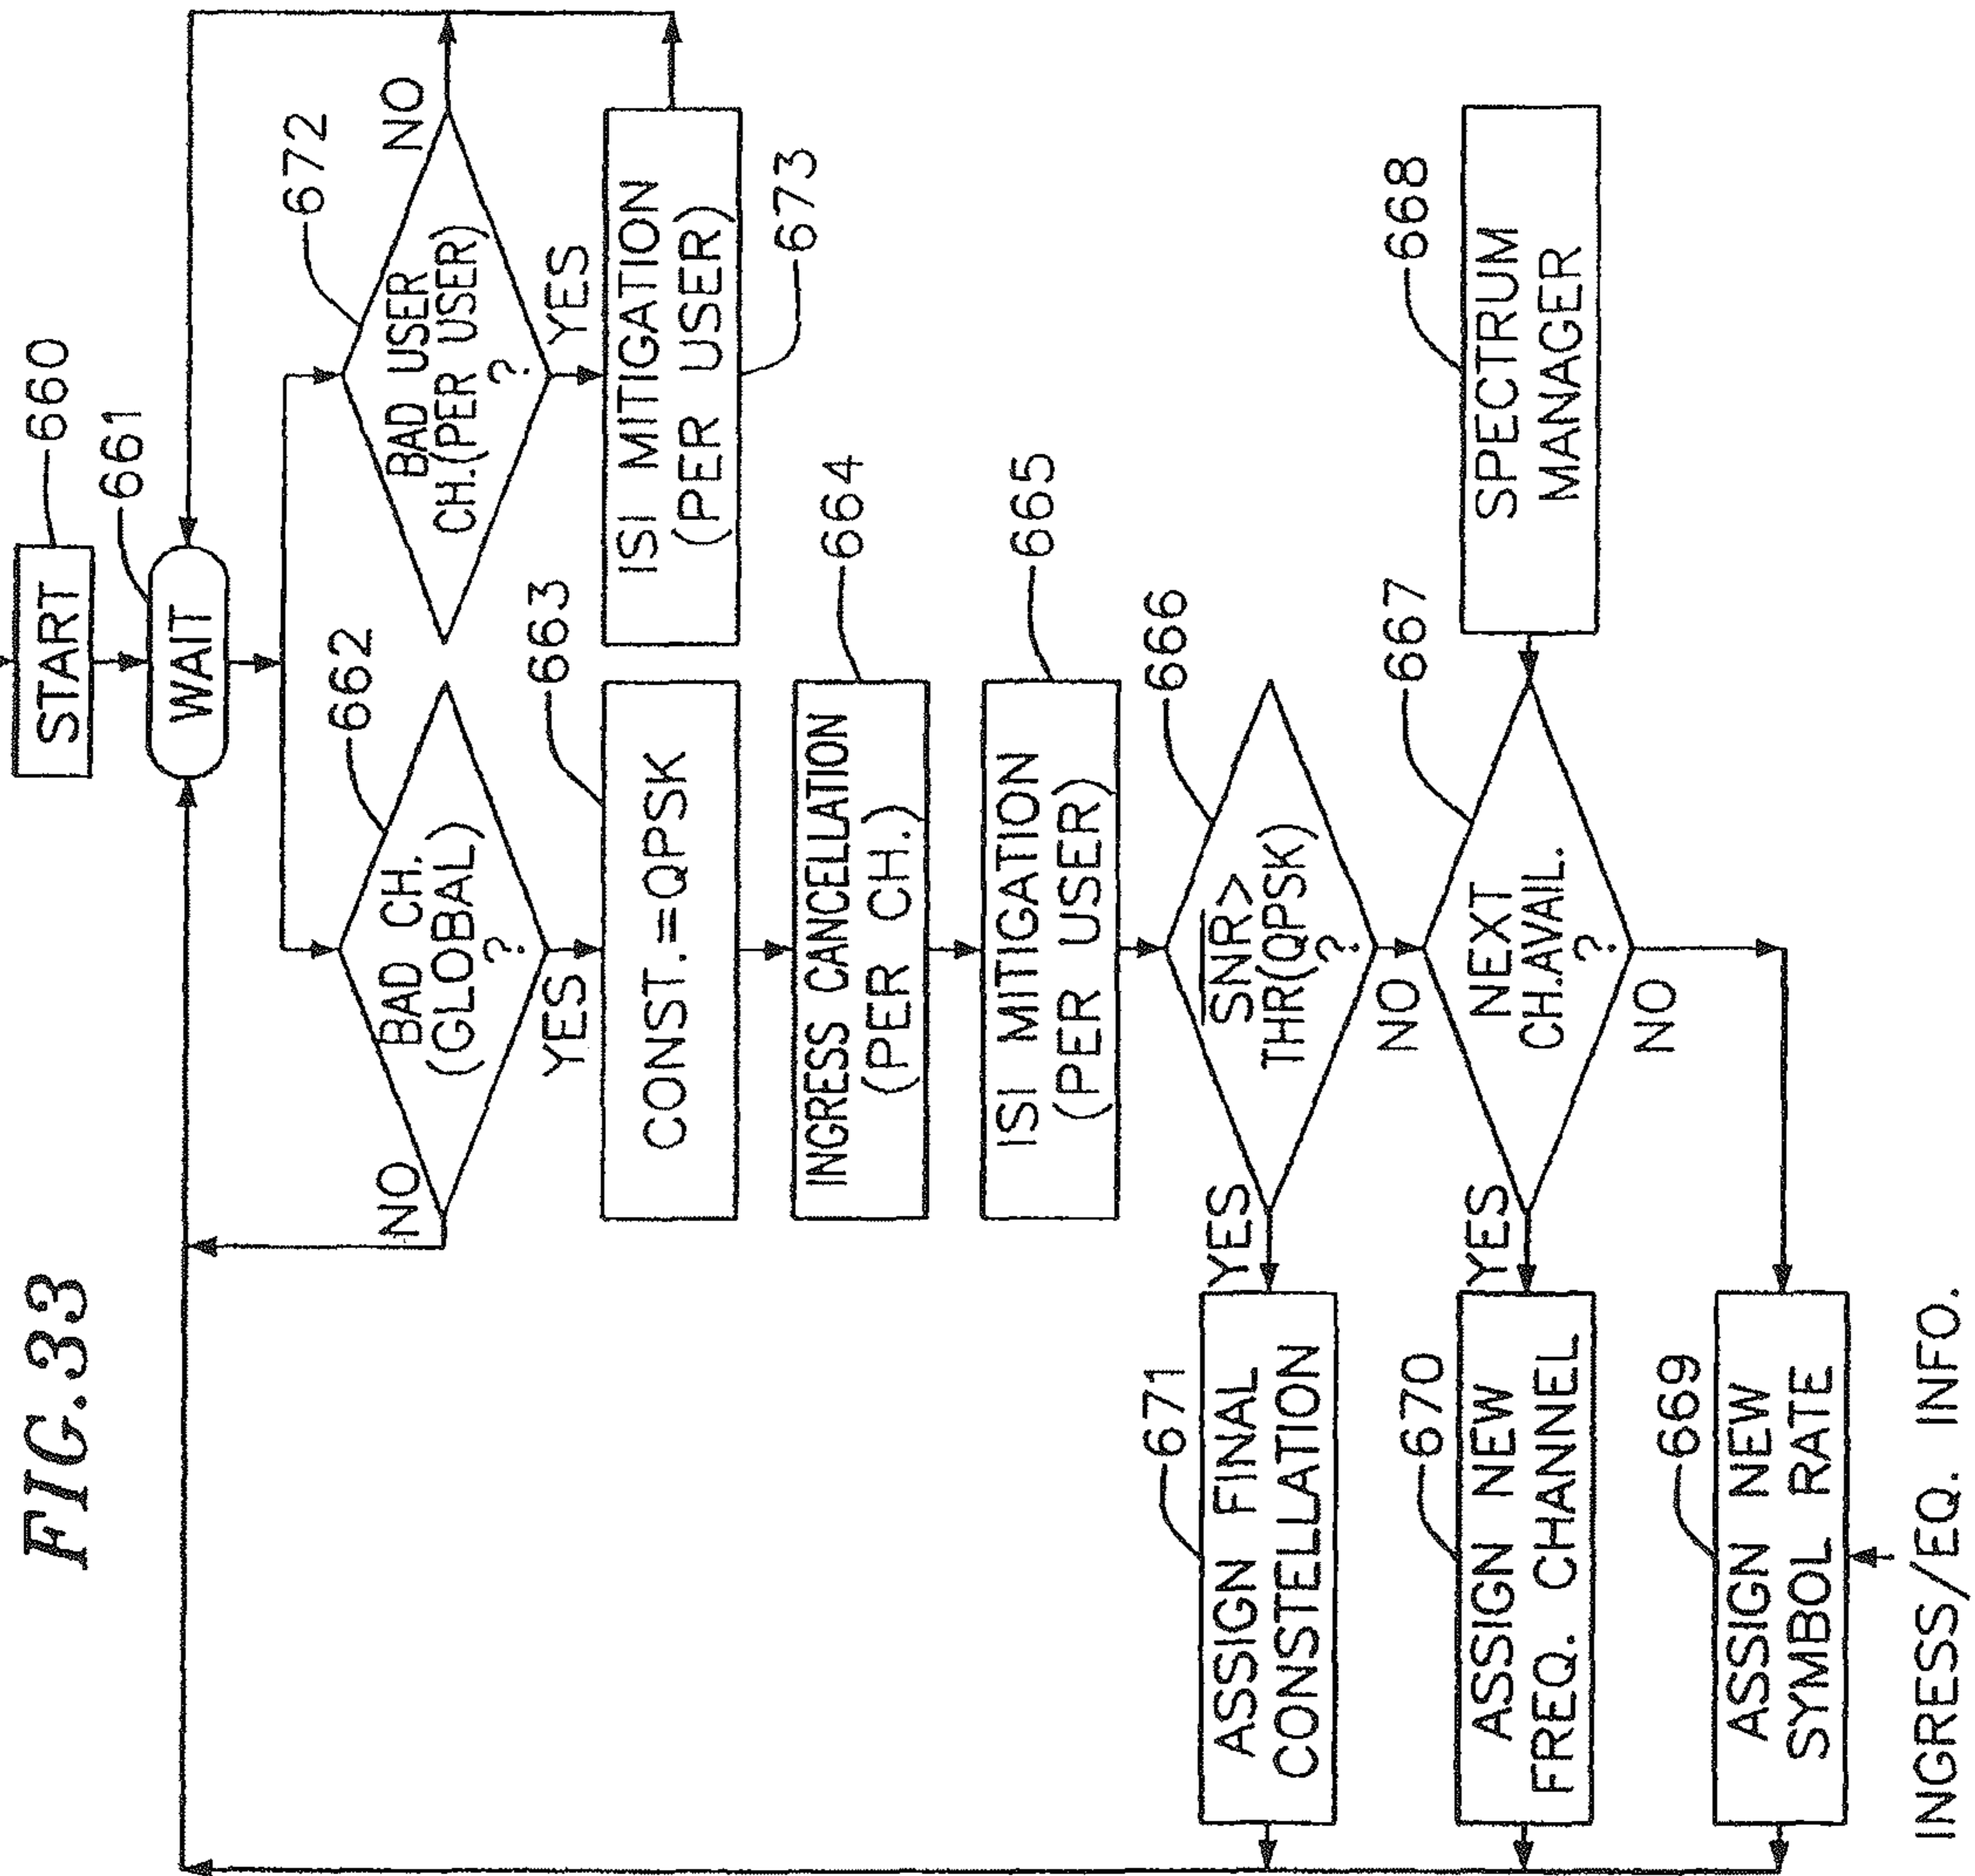 FIG.33
START
660
WAIT
661
BAD CH.
(GLOBAL)
?
662
NO
YES
BAD USER
CH.(PER USER)
?
672
NO
YES
CONST.=QPSK
663
ISI MITIGATION
(PER USER)
673
INGRESS CANCELLATION
(PER CH.)
664
ISI MITIGATION
(PER USER)
665
SNR>
THR(QPSK)
?
666
YES
NO
ASSIGN FINAL
CONSTELLATION
671
NEXT
CH.AVAIL.
?
667
YES
NO
SPECTRUM
MANAGER
668
ASSIGN NEW
FREQ. CHANNEL
670
ASSIGN NEW
SYMBOL RATE
669
INGRESS/EQ. INFO.